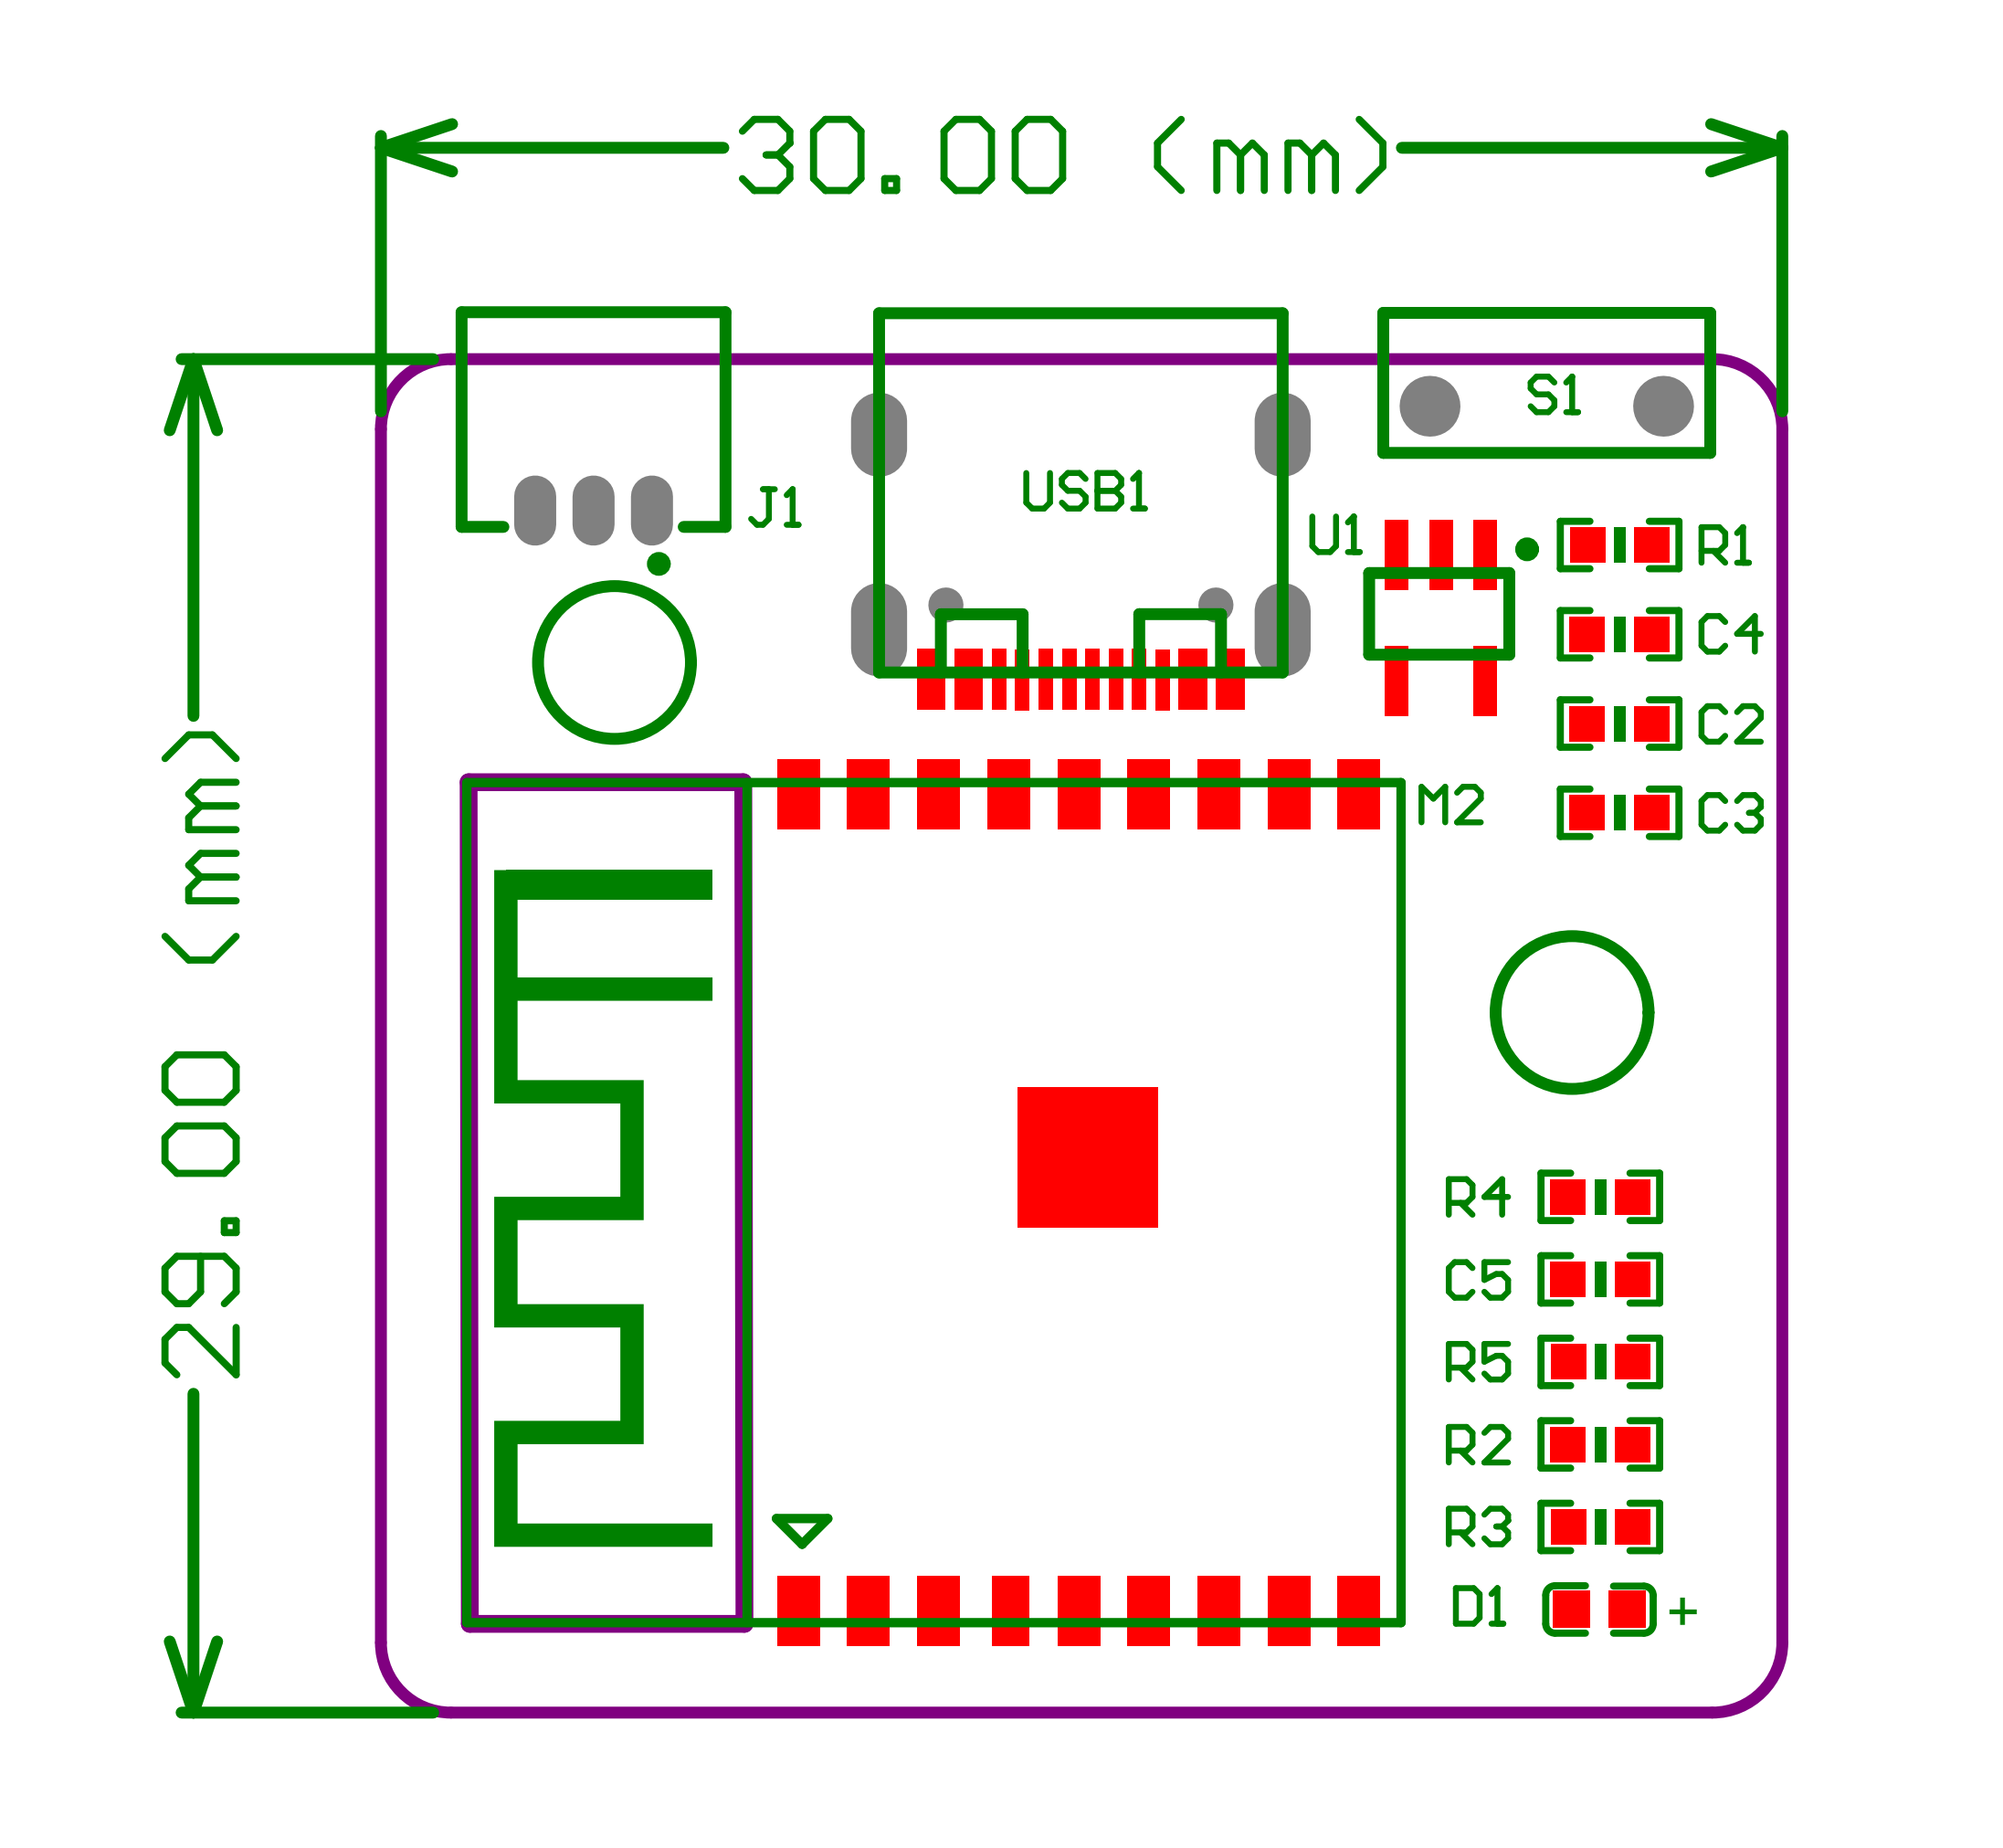 30.00 (mm)
S1
J1
USB1
U1
R1
C4
C2
M2
C3
29.00 (mm)
R4
C5
R5
R2
R3
D1 +